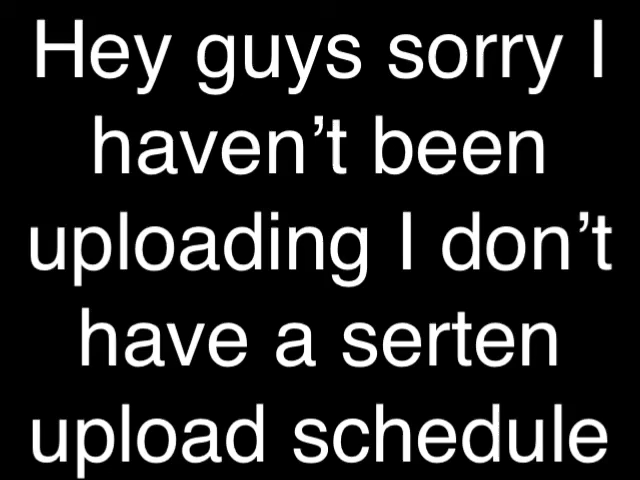 Hey guys sorry I
haven’t been
uploading I don’t
have a serten
upload schedule